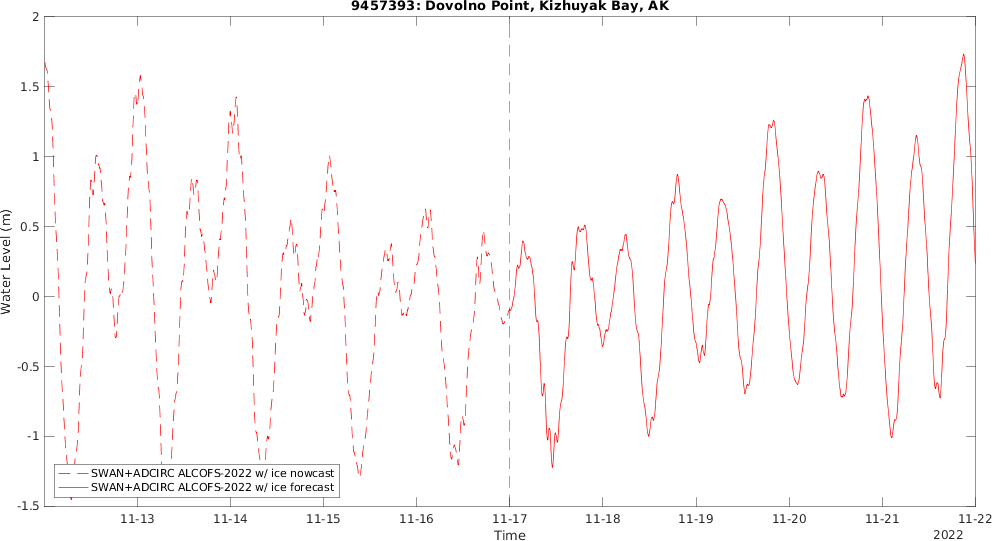 9457393: Dovolno Point, Kizhuyak Bay, AK
2
1.5
1
0.5
0
-0.5
-1
-1.5
Water Level (m)
SWAN+ADCIRC ALCOFS-2022 w/ ice nowcast
SWAN+ADCIRC ALCOFS-2022 w/ ice forecast
11-13 11-14 11-15 11-16 11-17 11-18 11-19 11-20 11-21 11-22
Time
2022